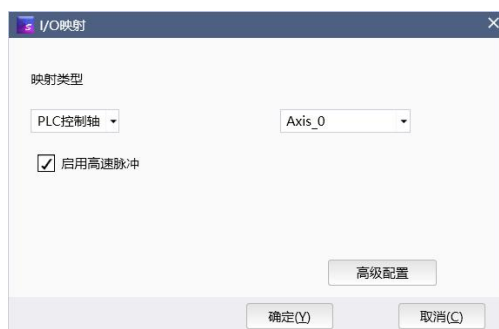 I/O映射
映射类型
PLC控制轴 Axis_0
启用高速脉冲
高级配置
确定(Y) 取消(C)